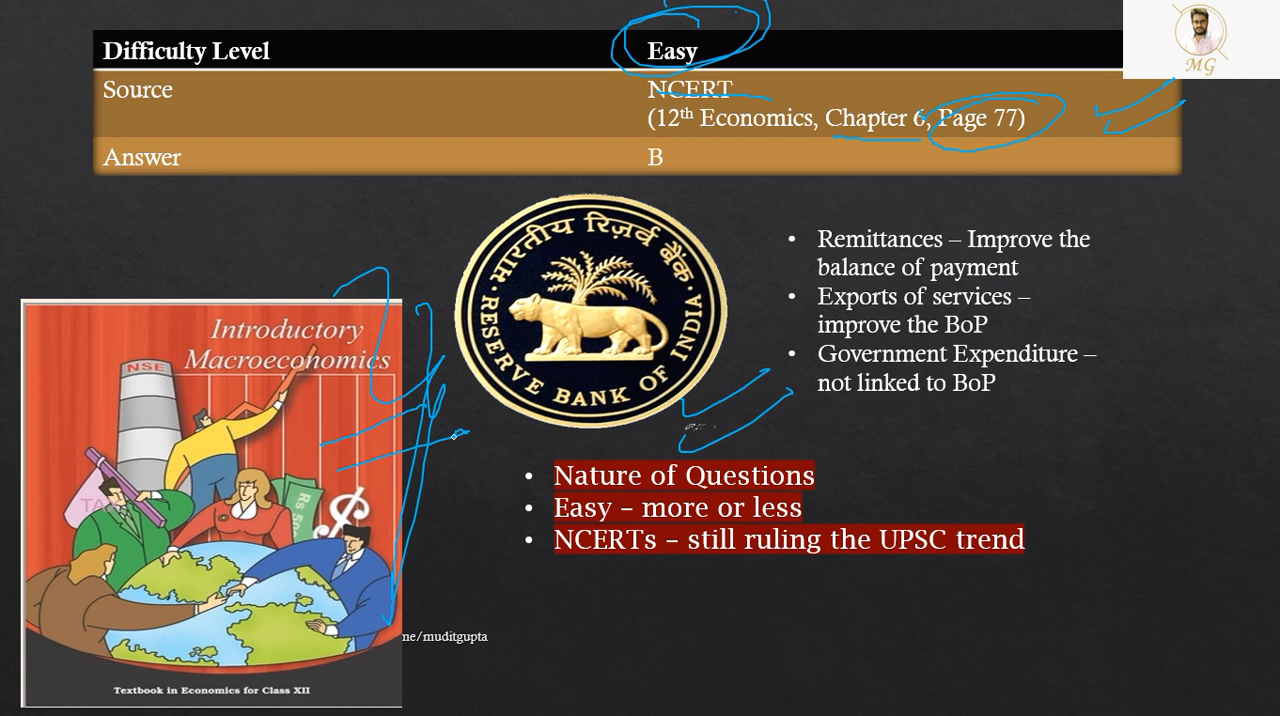 Difficulty Level Easy
MG
Source NCERT
(12th Economics, Chapter 6, Page 77)
Answer B
भारतीय रिज़र्व बैंक
RESERVE BANK OF INDIA
• Remittances – Improve the
balance of payment
• Exports of services –
improve the BoP
• Government Expenditure –
not linked to BoP
Introductory
Macroeconomics
NSE
TAX
Rs 50
• Nature of Questions
• Easy – more or less
• NCERTs – still ruling the UPSC trend
me/muditgupta
Textbook in Economics for Class XII